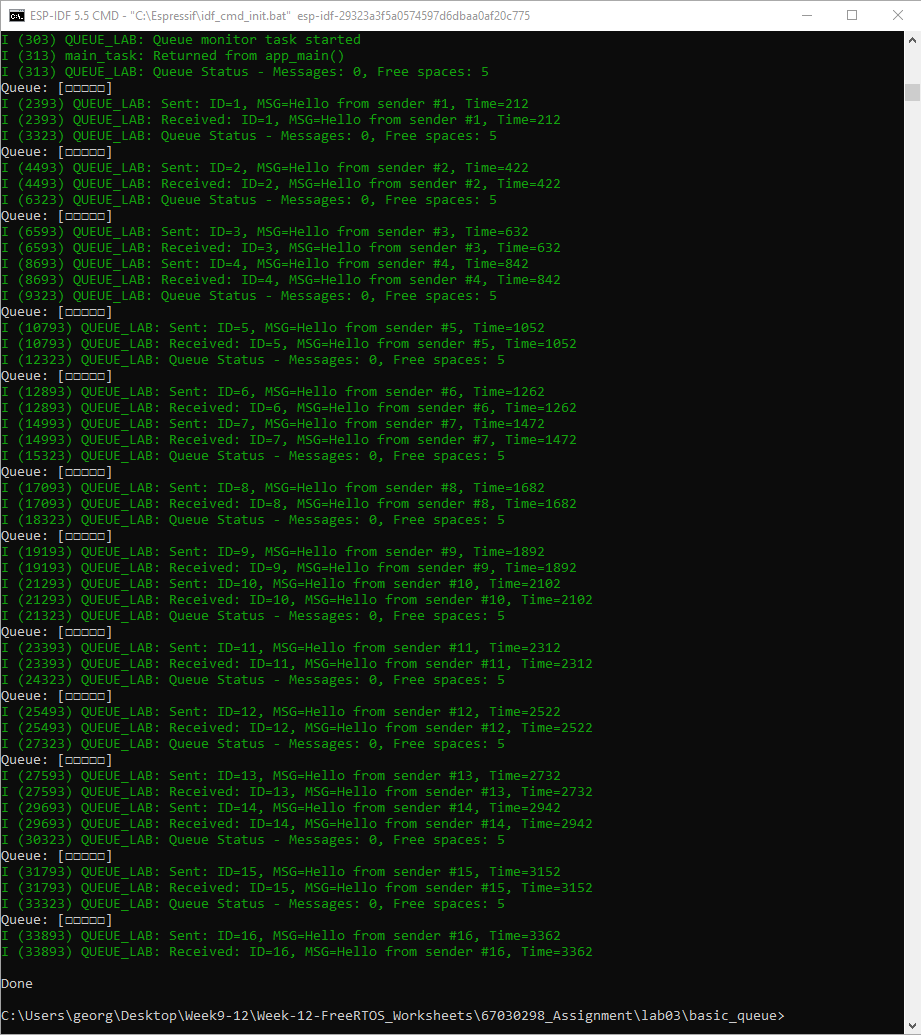 ESP-IDF 5.5 CMD - "C:\Espressif\idf_cmd_init.bat" esp-idf-29323a3f5a0574597d6dbaa0af20c775
I (303) QUEUE_LAB: Queue monitor task started
I (313) main_task: Returned from app_main()
I (313) QUEUE_LAB: Queue Status - Messages: 0, Free spaces: 5
Queue: [□□□□□]
I (2393) QUEUE_LAB: Sent: ID=1, MSG=Hello from sender #1, Time=212
I (2393) QUEUE_LAB: Received: ID=1, MSG=Hello from sender #1, Time=212
I (3323) QUEUE_LAB: Queue Status - Messages: 0, Free spaces: 5
Queue: [□□□□□]
I (4493) QUEUE_LAB: Sent: ID=2, MSG=Hello from sender #2, Time=422
I (4493) QUEUE_LAB: Received: ID=2, MSG=Hello from sender #2, Time=422
I (6323) QUEUE_LAB: Queue Status - Messages: 0, Free spaces: 5
Queue: [□□□□□]
I (6593) QUEUE_LAB: Sent: ID=3, MSG=Hello from sender #3, Time=632
I (6593) QUEUE_LAB: Received: ID=3, MSG=Hello from sender #3, Time=632
I (8693) QUEUE_LAB: Sent: ID=4, MSG=Hello from sender #4, Time=842
I (8693) QUEUE_LAB: Received: ID=4, MSG=Hello from sender #4, Time=842
I (9323) QUEUE_LAB: Queue Status - Messages: 0, Free spaces: 5
Queue: [□□□□□]
I (10793) QUEUE_LAB: Sent: ID=5, MSG=Hello from sender #5, Time=1052
I (10793) QUEUE_LAB: Received: ID=5, MSG=Hello from sender #5, Time=1052
I (12323) QUEUE_LAB: Queue Status - Messages: 0, Free spaces: 5
Queue: [□□□□□]
I (12893) QUEUE_LAB: Sent: ID=6, MSG=Hello from sender #6, Time=1262
I (12893) QUEUE_LAB: Received: ID=6, MSG=Hello from sender #6, Time=1262
I (14993) QUEUE_LAB: Sent: ID=7, MSG=Hello from sender #7, Time=1472
I (14993) QUEUE_LAB: Received: ID=7, MSG=Hello from sender #7, Time=1472
I (15323) QUEUE_LAB: Queue Status - Messages: 0, Free spaces: 5
Queue: [□□□□□]
I (17093) QUEUE_LAB: Sent: ID=8, MSG=Hello from sender #8, Time=1682
I (17093) QUEUE_LAB: Received: ID=8, MSG=Hello from sender #8, Time=1682
I (18323) QUEUE_LAB: Queue Status - Messages: 0, Free spaces: 5
Queue: [□□□□□]
I (19193) QUEUE_LAB: Sent: ID=9, MSG=Hello from sender #9, Time=1892
I (19193) QUEUE_LAB: Received: ID=9, MSG=Hello from sender #9, Time=1892
I (21293) QUEUE_LAB: Sent: ID=10, MSG=Hello from sender #10, Time=2102
I (21293) QUEUE_LAB: Received: ID=10, MSG=Hello from sender #10, Time=2102
I (21323) QUEUE_LAB: Queue Status - Messages: 0, Free spaces: 5
Queue: [□□□□□]
I (23393) QUEUE_LAB: Sent: ID=11, MSG=Hello from sender #11, Time=2312
I (23393) QUEUE_LAB: Received: ID=11, MSG=Hello from sender #11, Time=2312
I (24323) QUEUE_LAB: Queue Status - Messages: 0, Free spaces: 5
Queue: [□□□□□]
I (25493) QUEUE_LAB: Sent: ID=12, MSG=Hello from sender #12, Time=2522
I (25493) QUEUE_LAB: Received: ID=12, MSG=Hello from sender #12, Time=2522
I (27323) QUEUE_LAB: Queue Status - Messages: 0, Free spaces: 5
Queue: [□□□□□]
I (27593) QUEUE_LAB: Sent: ID=13, MSG=Hello from sender #13, Time=2732
I (27593) QUEUE_LAB: Received: ID=13, MSG=Hello from sender #13, Time=2732
I (29693) QUEUE_LAB: Sent: ID=14, MSG=Hello from sender #14, Time=2942
I (29693) QUEUE_LAB: Received: ID=14, MSG=Hello from sender #14, Time=2942
I (30323) QUEUE_LAB: Queue Status - Messages: 0, Free spaces: 5
Queue: [□□□□□]
I (31793) QUEUE_LAB: Sent: ID=15, MSG=Hello from sender #15, Time=3152
I (31793) QUEUE_LAB: Received: ID=15, MSG=Hello from sender #15, Time=3152
I (33323) QUEUE_LAB: Queue Status - Messages: 0, Free spaces: 5
Queue: [□□□□□]
I (33893) QUEUE_LAB: Sent: ID=16, MSG=Hello from sender #16, Time=3362
I (33893) QUEUE_LAB: Received: ID=16, MSG=Hello from sender #16, Time=3362
Done
C:\Users\georg\Desktop\Week9-12\Week-12-FreeRTOS_Worksheets\67030298_Assignment\lab03\basic_queue>